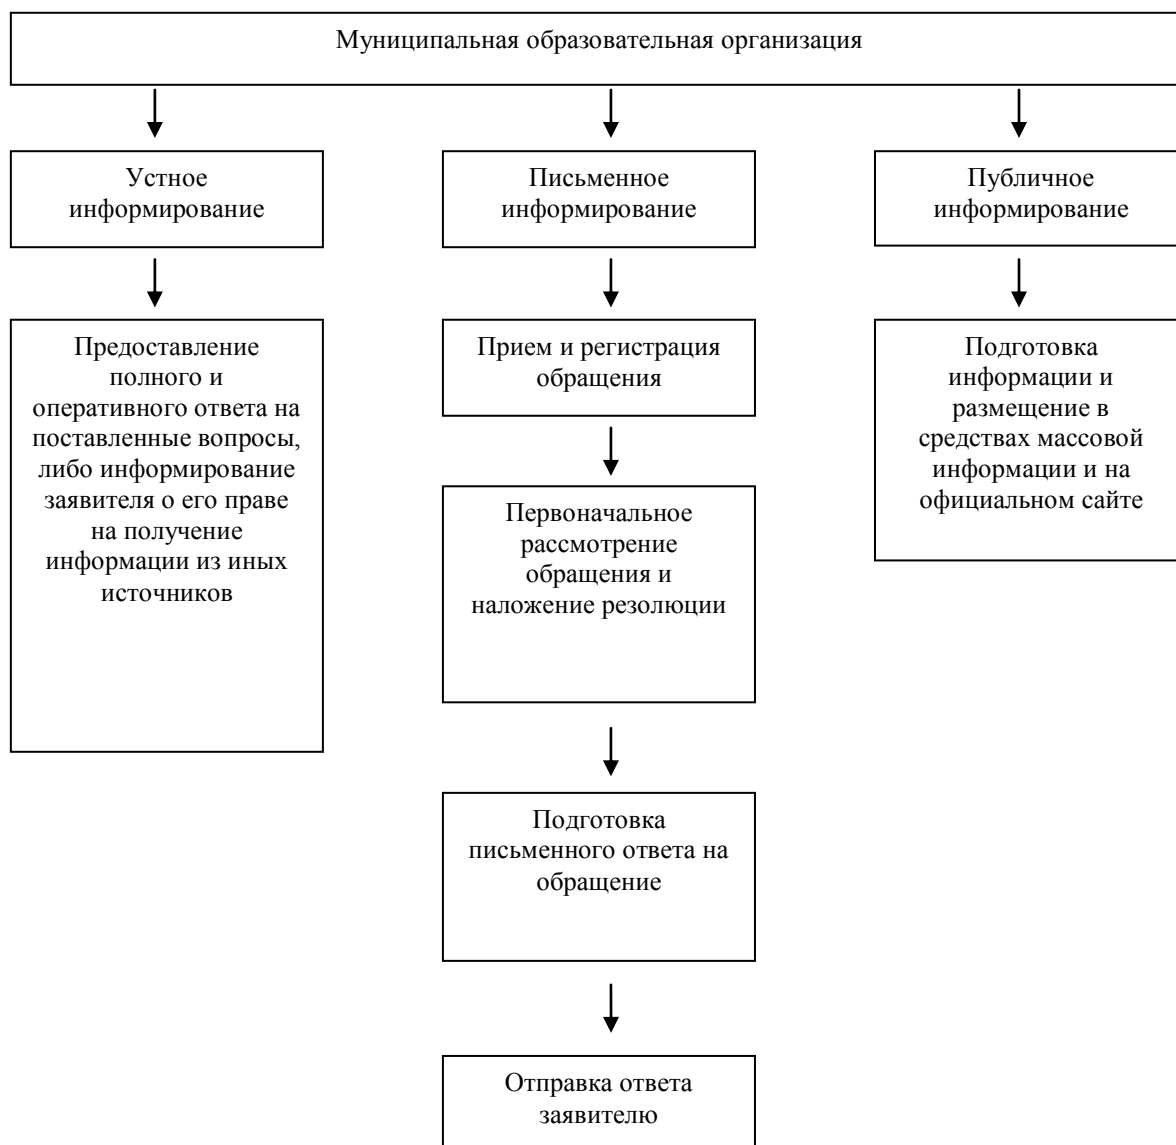 Муниципальная образовательная организация
Устное
информирование
Письменное
информирование
Публичное
информирование
Предоставление
полного и
оперативного ответа на
поставленные вопросы,
либо информирование
заявителя о его праве
на получение
информации из иных
источников
Прием и регистрация
обращения
Первоначальное
рассмотрение
обращения и
наложение резолюции
Подготовка
письменного ответа на
обращение
Отправка ответа
заявителю
Подготовка
информации и
размещение в
средствах массовой
информации и на
официальном сайте